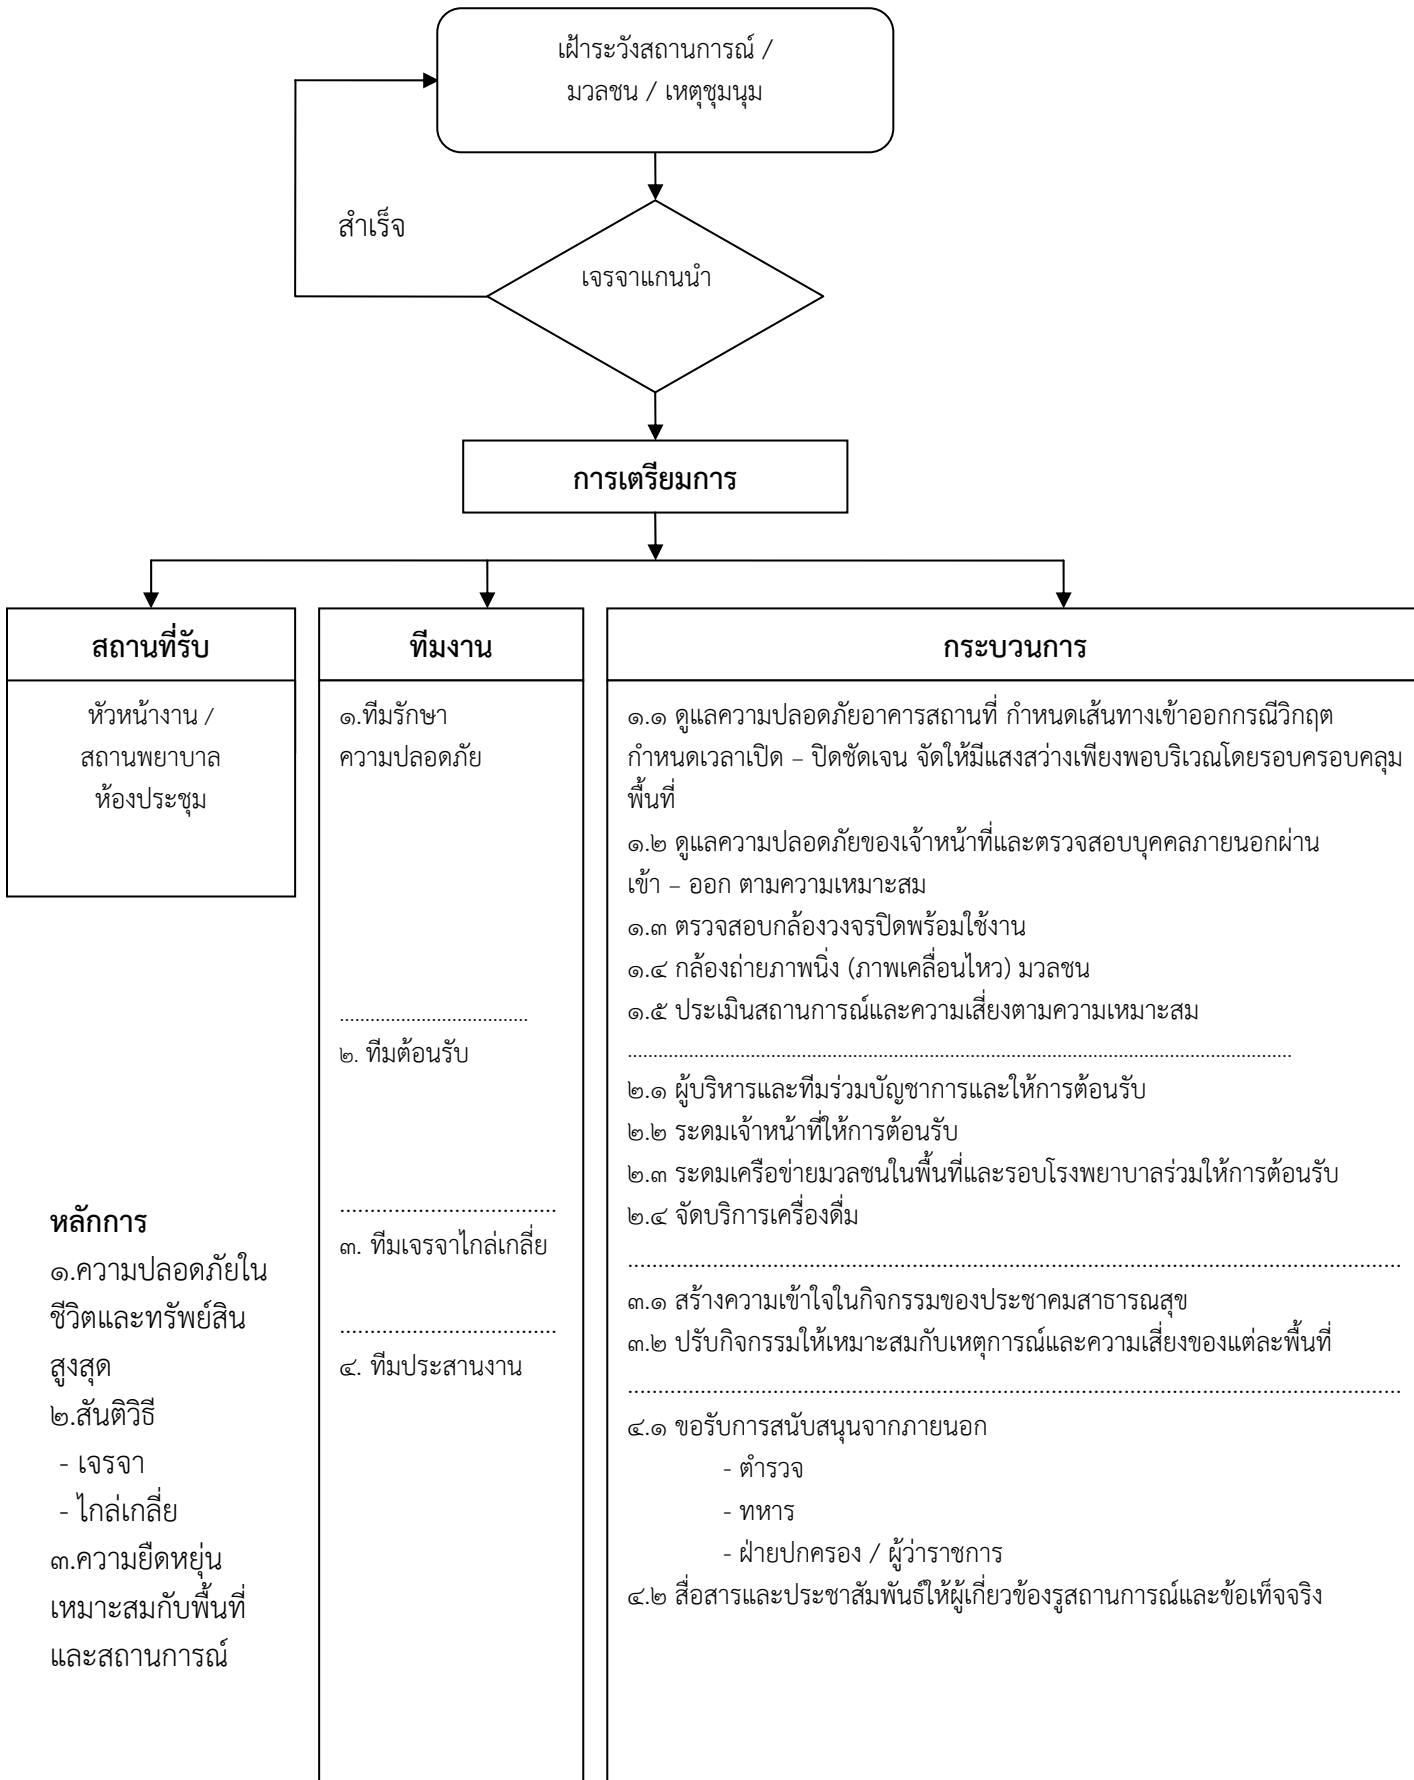 เฝ้าระวังสถานการณ์ /
มวลชน / เหตุชุมนุม
สำเร็จ
เจรจาแกนนำ
การเตรียมการ
สถานที่รับ
หัวหน้างาน /
สถานพยาบาล
ห้องประชุม
ทีมงาน
๑.ทีมรักษา
ความปลอดภัย
..................................
๒. ทีมต้อนรับ
....................................
๓. ทีมเจรจาไกล่เกลี่ย
....................................
๔. ทีมประสานงาน
กระบวนการ
๑.๑ ดูแลความปลอดภัยอาคารสถานที่ กำหนดเส้นทางเข้าออกกรณีวิกฤต
กำหนดเวลาเปิด – ปิดชัดเจน จัดให้มีแสงสว่างเพียงพอบริเวณโดยรอบครอบคลุม
พื้นที่
๑.๒ ดูแลความปลอดภัยของเจ้าหน้าที่และตรวจสอบบุคคลภายนอกผ่าน
เข้า – ออก ตามความเหมาะสม
๑.๓ ตรวจสอบกล้องวงจรปิดพร้อมใช้งาน
๑.๔ กล้องถ่ายภาพนิ่ง (ภาพเคลื่อนไหว) มวลชน
๑.๕ ประเมินสถานการณ์และความเสี่ยงตามความเหมาะสม
..................................................................................................................
๒.๑ ผู้บริหารและทีมร่วมบัญชาการและให้การต้อนรับ
๒.๒ ระดมเจ้าหน้าที่ให้การต้อนรับ
๒.๓ ระดมเครือข่ายมวลชนในพื้นที่และรอบโรงพยาบาลร่วมให้การต้อนรับ
๒.๔ จัดบริการเครื่องดื่ม
..................................................................................................................
๓.๑ สร้างความเข้าใจในกิจกรรมของประชาคมสาธารณสุข
๓.๒ ปรับกิจกรรมให้เหมาะสมกับเหตุการณ์และความเสี่ยงของแต่ละพื้นที่
..................................................................................................................
๔.๑ ขอรับการสนับสนุนจากภายนอก
- ตำรวจ
- ทหาร
- ฝ่ายปกครอง / ผู้ว่าราชการ
๔.๒ สื่อสารและประชาสัมพันธ์ให้ผู้เกี่ยวข้องรูสถานการณ์และข้อเท็จจริง
หลักการ
๑.ความปลอดภัยใน
ชีวิตและทรัพย์สิน
สูงสุด
๒.สันติวิธี
- เจรจา
- ไกล่เกลี่ย
๓.ความยืดหยุ่น
เหมาะสมกับพื้นที่
และสถานการณ์